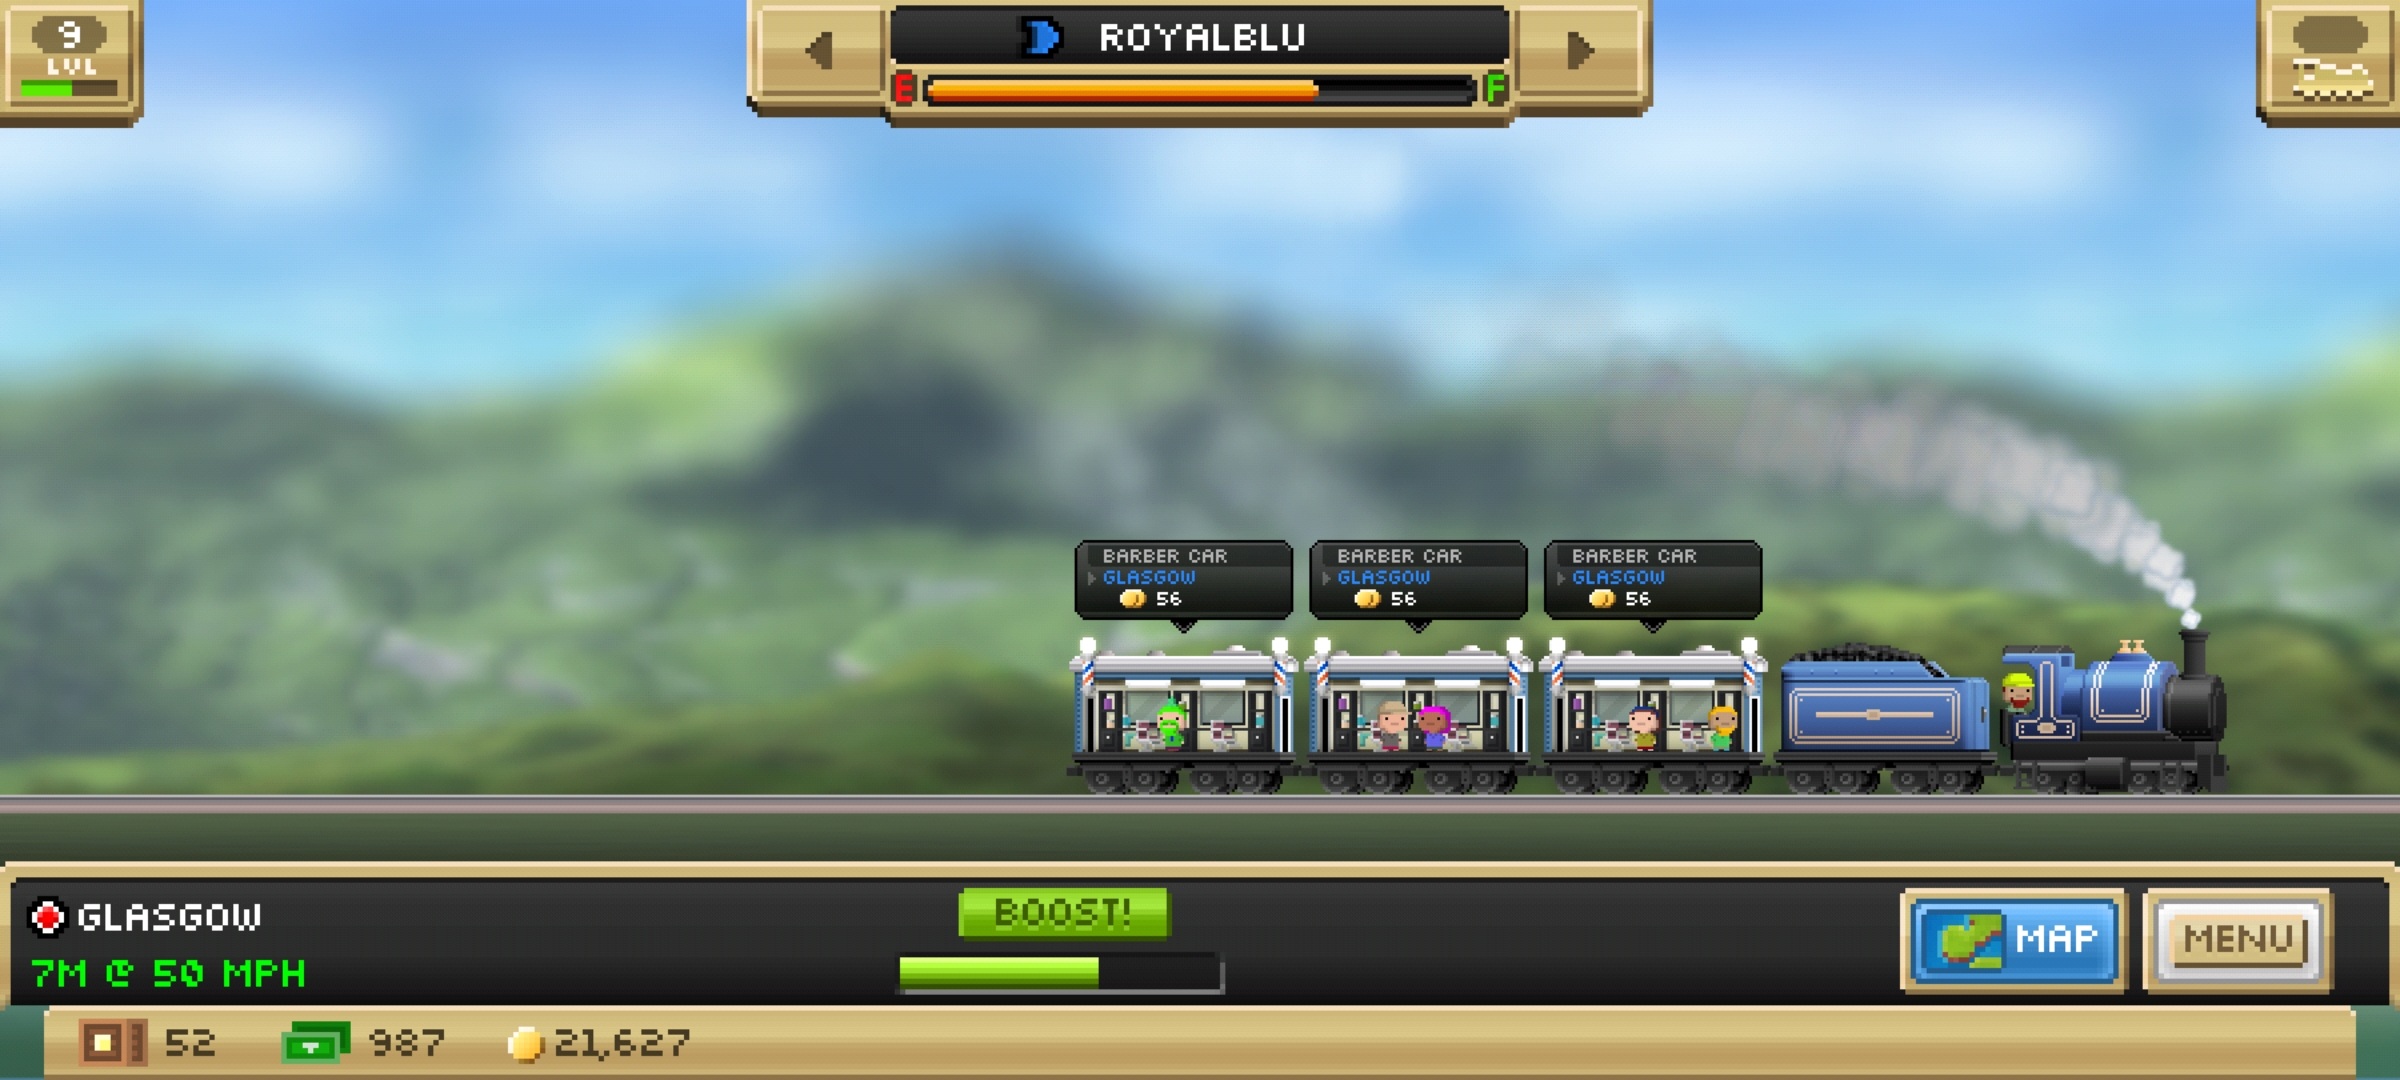 9
LVL
ROYALBLU
E F
BARBER CAR
GLASGOW
56
BARBER CAR
GLASGOW
56
BARBER CAR
GLASGOW
56
GLASGOW
7M @ 50 MPH
BOOST!
MAP
MENU
52
987
21,627